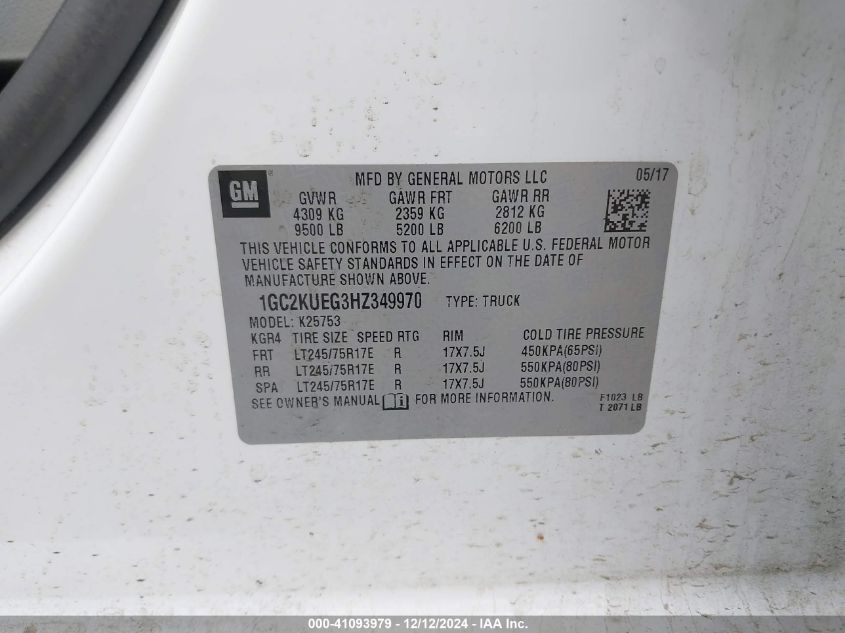 GM
MFD BY GENERAL MOTORS LLC 05/17
GVWR GAWR FRT GAWR RR
4309 KG 2359 KG 2812 KG
9500 LB 5200 LB 6200 LB
THIS VEHICLE CONFORMS TO ALL APPLICABLE U.S. FEDERAL MOTOR
VEHICLE SAFETY STANDARDS IN EFFECT ON THE DATE OF
MANUFACTURE SHOWN ABOVE.
1GC2KUEG3HZ349970 TYPE: TRUCK
MODEL: K25753
KGR4 TIRE SIZE SPEED RTG RIM COLD TIRE PRESSURE
FRT LT245/75R17E R 17X7.5J 450KPA(65PSI)
RR LT245/75R17E R 17X7.5J 550KPA(80PSI)
SPA LT245/75R17E R 17X7.5J 550KPA(80PSI)
SEE OWNER'S MANUAL FOR MORE INFORMATION.
F1023 LB
T 2071 LB
000-41093979 - 12/12/2024 - IAA Inc.